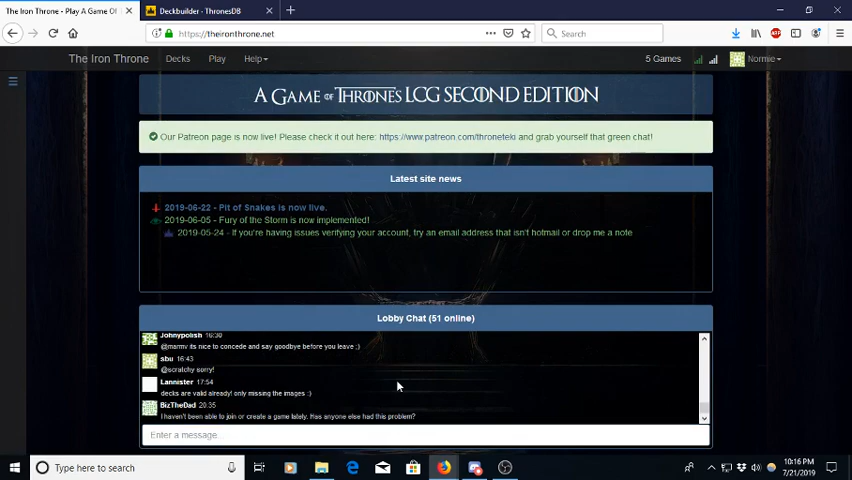 The Iron Throne - Play A Game Of
Deckbuilder - ThronesDB
https://theironthrone.net
Search
The Iron Throne
Decks
Play
Help
5 Games
Normie
A GAME OF THRONES LCG SECOND EDITION
Our Patreon page is now live! Please check it out here: https://www.patreon.com/throneteki and grab yourself that green chat!
Latest site news
2019-06-22 - Pit of Snakes is now live.
2019-06-05 - Fury of the Storm is now implemented!
2019-05-24 - If you're having issues verifying your account, try an email address that isn't hotmail or drop me a note
Lobby Chat (51 online)
Johnypolish 16:30
@marmv its nice to concede and say goodbye before you leave ;)
sbu 16:43
@scratchy sorry!
Lannister 17:54
decks are valid already! only missing the images :)
BizTheDad 20:35
I haven't been able to join or create a game lately. Has anyone else had this problem?
Enter a message...
Type here to search
10:16 PM
7/21/2019